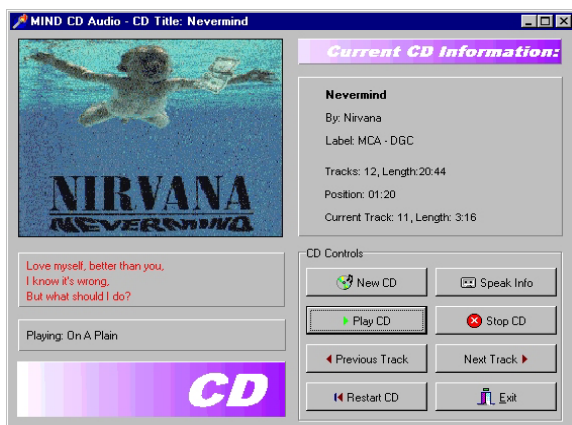 MIND CD Audio - CD Title: Nevermind
Current CD Information:
NIRVANA
NEVERMIND
Nevermind
By: Nirvana
Label: MCA - DGC
Tracks: 12, Length:20:44
Position: 01:20
Current Track: 11, Length: 3:16
Love myself, better than you,
I know it's wrong,
But what should I do?
Playing: On A Plain
CD
CD Controls
New CD
Speak Info
Play CD
Stop CD
Previous Track
Next Track
Restart CD
Exit